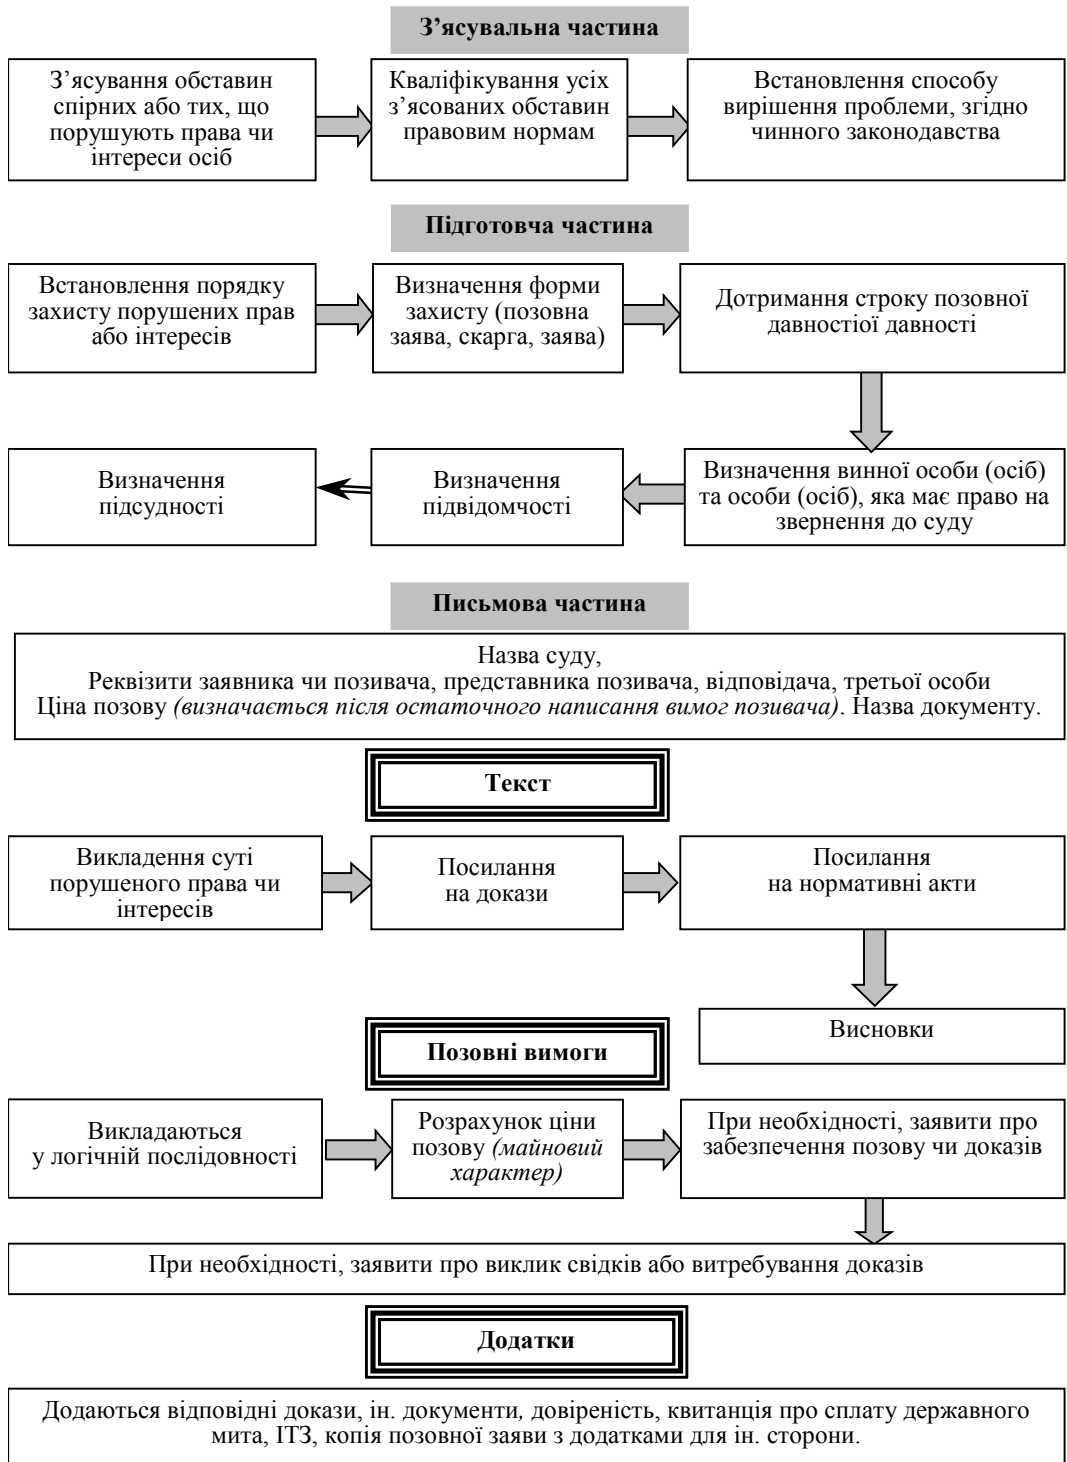 З’ясувальна частина
З’ясування обставин
спірних або тих, що
порушують права чи
інтереси осіб
Кваліфікування усіх
з’ясованих обставин
правовим нормам
Встановлення способу
вирішення проблеми, згідно
чинного законодавства
Підготовча частина
Встановлення порядку
захисту порушених прав
або інтересів
Визначення форми
захисту (позовна
заява, скарга, заява)
Дотримання строку позовної
давностіої давності
Визначення
підсудності
Визначення
підвідомчості
Визначення винної особи (осіб)
та особи (осіб), яка має право на
звернення до суду
Письмова частина
Назва суду,
Реквізити заявника чи позивача, представника позивача, відповідача, третьої особи
Ціна позову (визначається після остаточного написання вимог позивача). Назва документу.
Текст
Викладення суті
порушеного права чи
інтересів
Посилання
на докази
Посилання
на нормативні акти
Висновки
Позовні вимоги
Викладаються
у логічній послідовності
Розрахунок ціни
позову (майновий
характер)
При необхідності, заявити про
забезпечення позову чи доказів
При необхідності, заявити про виклик свідків або витребування доказів
Додатки
Додаються відповідні докази, ін. документи, довіреність, квитанція про сплату державного
мита, ІТЗ, копія позовної заяви з додатками для ін. сторони.